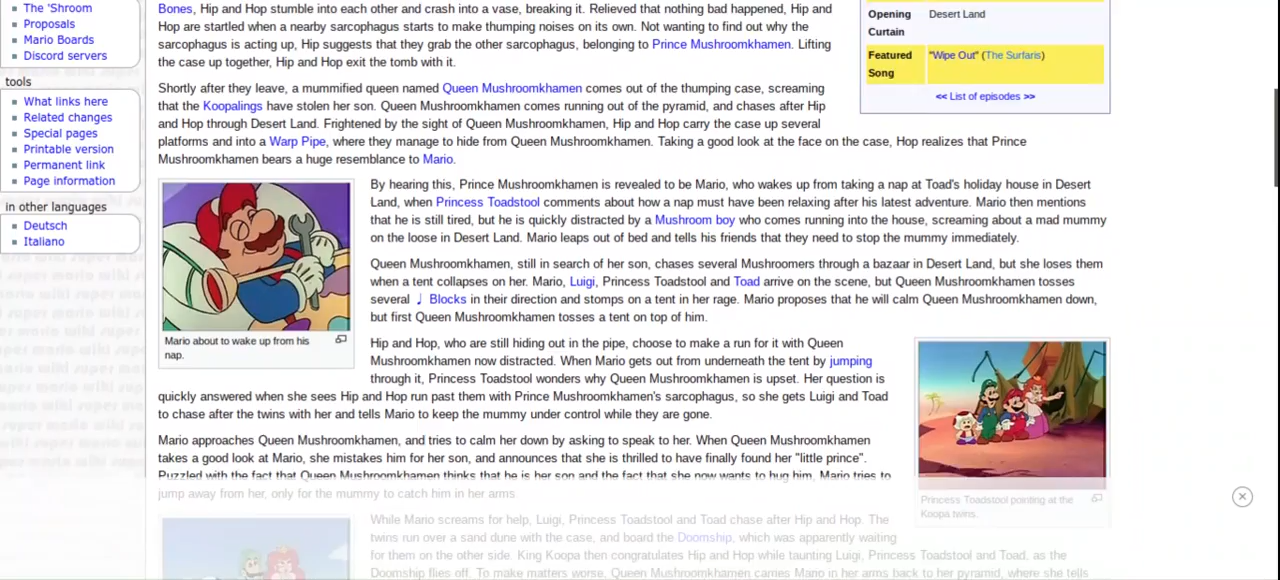 The 'Shroom
Proposals
Mario Boards
Discord servers
tools
What links here
Related changes
Special pages
Printable version
Permanent link
Page information
in other languages
Deutsch
Italiano
Bones, Hip and Hop stumble into each other and crash into a vase, breaking it. Relieved that nothing bad happened, Hip and
Hop are startled when a nearby sarcophagus starts to make thumping noises on its own. Not wanting to find out why the
sarcophagus is acting up, Hip suggests that they grab the other sarcophagus, belonging to Prince Mushroomkhamen. Lifting
the case up together, Hip and Hop exit the tomb with it.
Shortly after they leave, a mummified queen named Queen Mushroomkhamen comes out of the thumping case, screaming
that the Koopalings have stolen her son. Queen Mushroomkhamen comes running out of the pyramid, and chases after Hip
and Hop through Desert Land. Frightened by the sight of Queen Mushroomkhamen, Hip and Hop carry the case up several
platforms and into a Warp Pipe, where they manage to hide from Queen Mushroomkhamen. Taking a good look at the face on the case, Hop realizes that Prince
Mushroomkhamen bears a huge resemblance to Mario.
Opening
Curtain
Desert Land
Featured
Song
"Wipe Out" (The Surfaris)
<< List of episodes >>
By hearing this, Prince Mushroomkhamen is revealed to be Mario, who wakes up from taking a nap at Toad's holiday house in Desert
Land, when Princess Toadstool comments about how a nap must have been relaxing after his latest adventure. Mario then mentions
that he is still tired, but he is quickly distracted by a Mushroom boy who comes running into the house, screaming about a mad mummy
on the loose in Desert Land. Mario leaps out of bed and tells his friends that they need to stop the mummy immediately.
Queen Mushroomkhamen, still in search of her son, chases several Mushroomers through a bazaar in Desert Land, but she loses them
when a tent collapses on her. Mario, Luigi, Princess Toadstool and Toad arrive on the scene, but Queen Mushroomkhamen tosses
several ♩ Blocks in their direction and stomps on a tent in her rage. Mario proposes that he will calm Queen Mushroomkhamen down,
but first Queen Mushroomkhamen tosses a tent on top of him.
Mario about to wake up from his
nap.
Hip and Hop, who are still hiding out in the pipe, choose to make a run for it with Queen
Mushroomkhamen now distracted. When Mario gets out from underneath the tent by jumping
through it, Princess Toadstool wonders why Queen Mushroomkhamen is upset. Her question is
quickly answered when she sees Hip and Hop run past them with Prince Mushroomkhamen's sarcophagus, so she gets Luigi and Toad
to chase after the twins with her and tells Mario to keep the mummy under control while they are gone.
Mario approaches Queen Mushroomkhamen, and tries to calm her down by asking to speak to her. When Queen Mushroomkhamen
takes a good look at Mario, she mistakes him for her son, and announces that she is thrilled to have finally found her "little prince".
Puzzled with the fact that Queen Mushroomkhamen thinks that he is her son and the fact that she now wants to hug him, Mario tries to
jump away from her, only for the mummy to catch him in her arms
Princess Toadstool pointing at the
Koopa twins.
While Mario screams for help, Luigi, Princess Toadstool and Toad chase after Hip and Hop. The
twins run over a sand dune with the case, and board the Doomship, which was apparently waiting
for them on the other side. King Koopa then congratulates Hip and Hop while taunting Luigi, Princess Toadstool and Toad, as the
Doomship flies off. To make matters worse, Queen Mushroomkhamen carries Mario in her arms back to her pyramid, where she tells